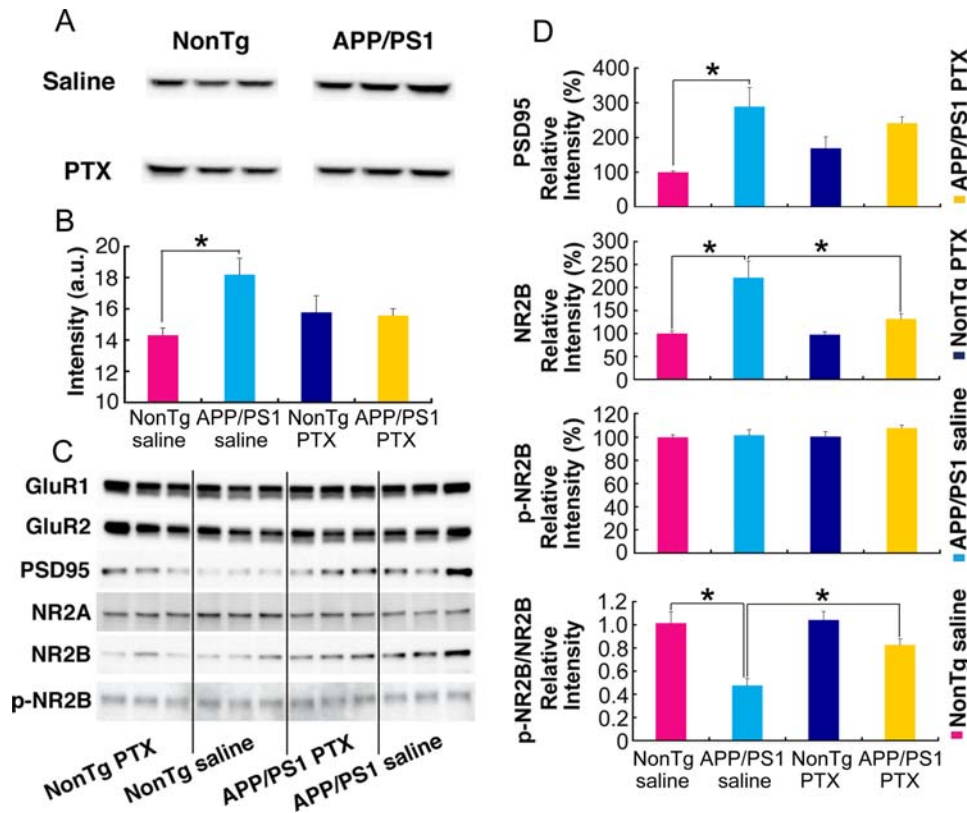 A
NonTg APP/PS1
Saline
PTX
B
Intensity (a.u.)
20
18
16
14
12
10
*
NonTg saline
APP/PS1 saline
NonTg PTX
APP/PS1 PTX
C
GluR1
GluR2
PSD95
NR2A
NR2B
p-NR2B
NonTg PTX
NonTg saline
APP/PS1 PTX
APP/PS1 saline
D
PSD95
Relative
Intensity (%)
400
300
200
100
0
*
NR2B
Relative
Intensity (%)
300
250
200
150
100
50
0
* *
p-NR2B
Relative
Intensity (%)
120
100
80
60
40
20
0
p-NR2B/NR2B
Relative
Intensity
1.2
1.0
0.8
0.6
0.4
0.2
0
* *
NonTg saline
APP/PS1 saline
NonTg PTX
APP/PS1 PTX
NonTg saline
APP/PS1 saline
NonTg PTX
APP/PS1 PTX